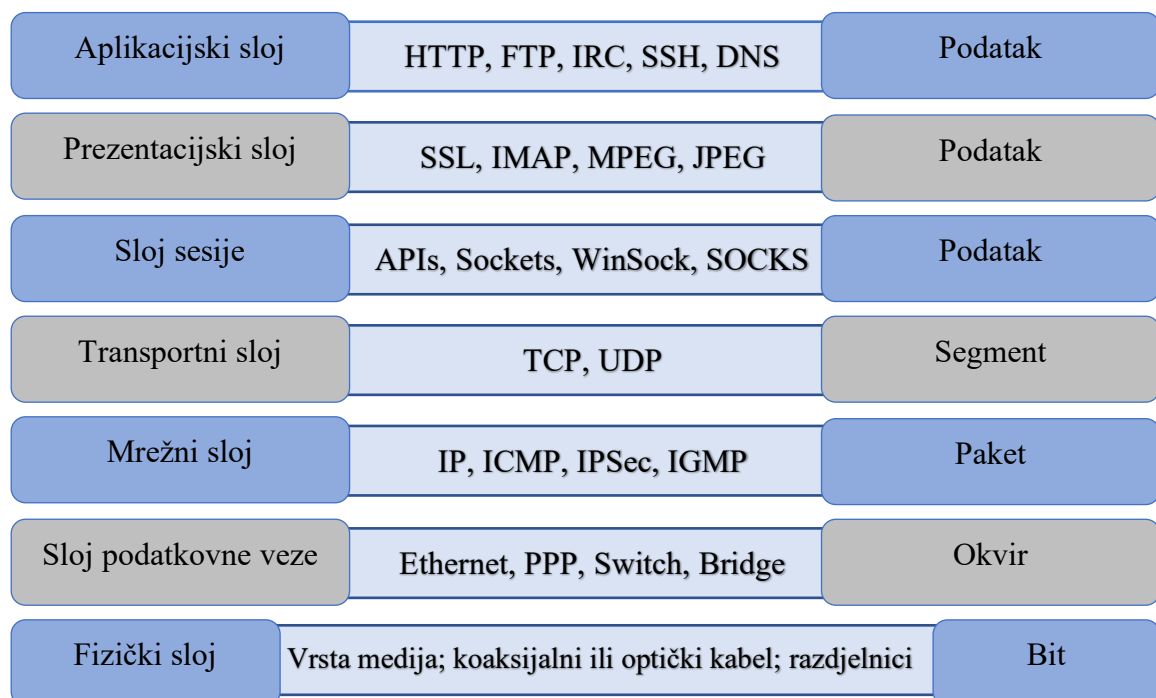 Aplikacijski sloj HTTP, FTP, IRC, SSH, DNS Podatak
Prezentacijski sloj SSL, IMAP, MPEG, JPEG Podatak
Sloj sesije APIs, Sockets, WinSock, SOCKS Podatak
Transportni sloj TCP, UDP Segment
Mrežni sloj IP, ICMP, IPSec, IGMP Paket
Sloj podatkovne veze Ethernet, PPP, Switch, Bridge Okvir
Fizički sloj Vrsta medija; koaksijalni ili optički kabel; razdjelnici Bit